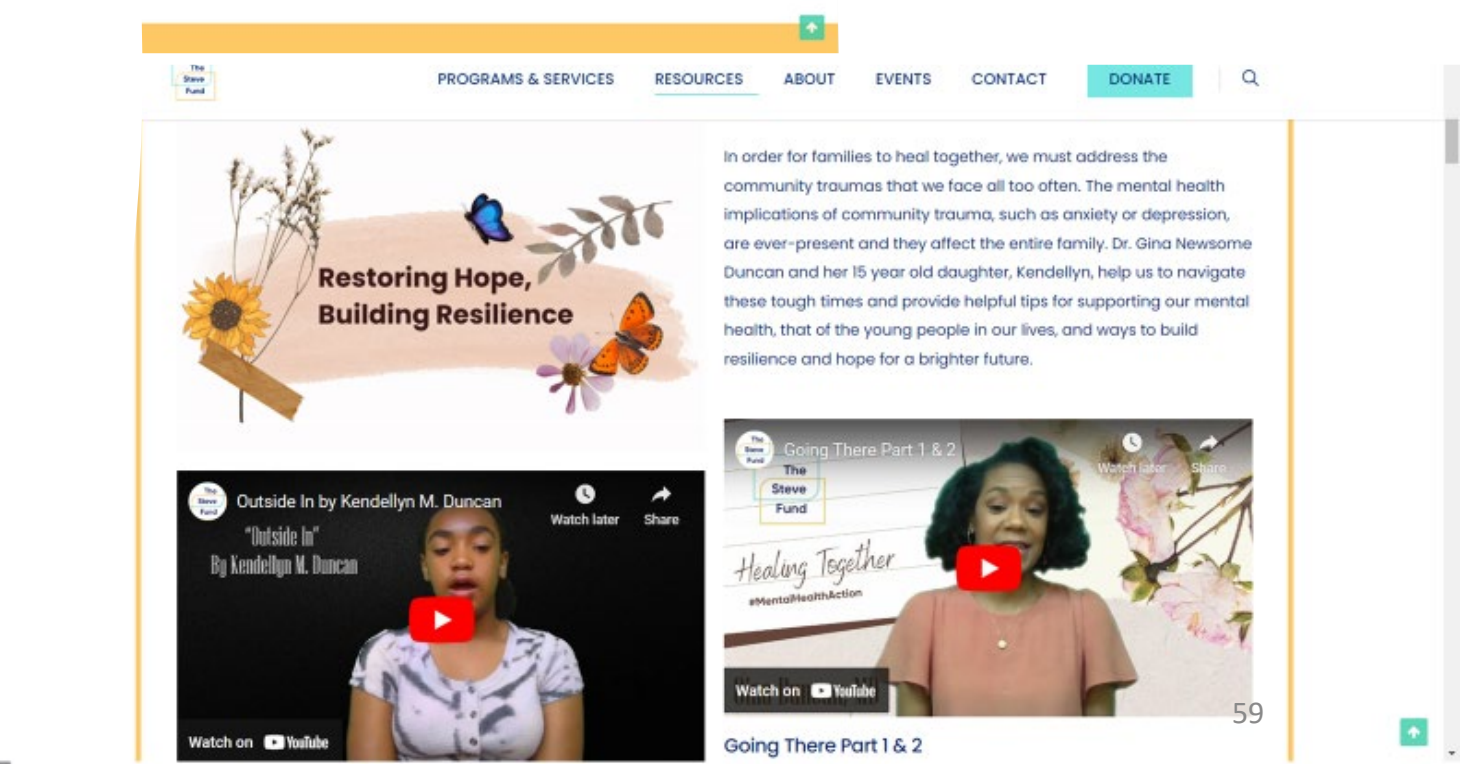 The
Steve
Fund
PROGRAMS & SERVICES
RESOURCES
ABOUT
EVENTS
CONTACT
DONATE
Restoring Hope,
Building Resilience
In order for families to heal together, we must address the
community traumas that we face all too often. The mental health
implications of community trauma, such as anxiety or depression,
are ever-present and they affect the entire family. Dr. Gina Newsome
Duncan and her 15 year old daughter, Kendellyn, help us to navigate
these tough times and provide helpful tips for supporting our mental
health, that of the young people in our lives, and ways to build
resilience and hope for a brighter future.
The
Steve
Fund
Outside In by Kendellyn M. Duncan
Watch later
Share
"Outside In"
By Kendellyn M. Duncan
Watch on YouTube
The
Steve
Fund
Going There Part 1 & 2
Watch later
Share
The
Steve
Fund
Healing Together
#MentalHealthAction
Watch on YouTube
59
Going There Part 1 & 2